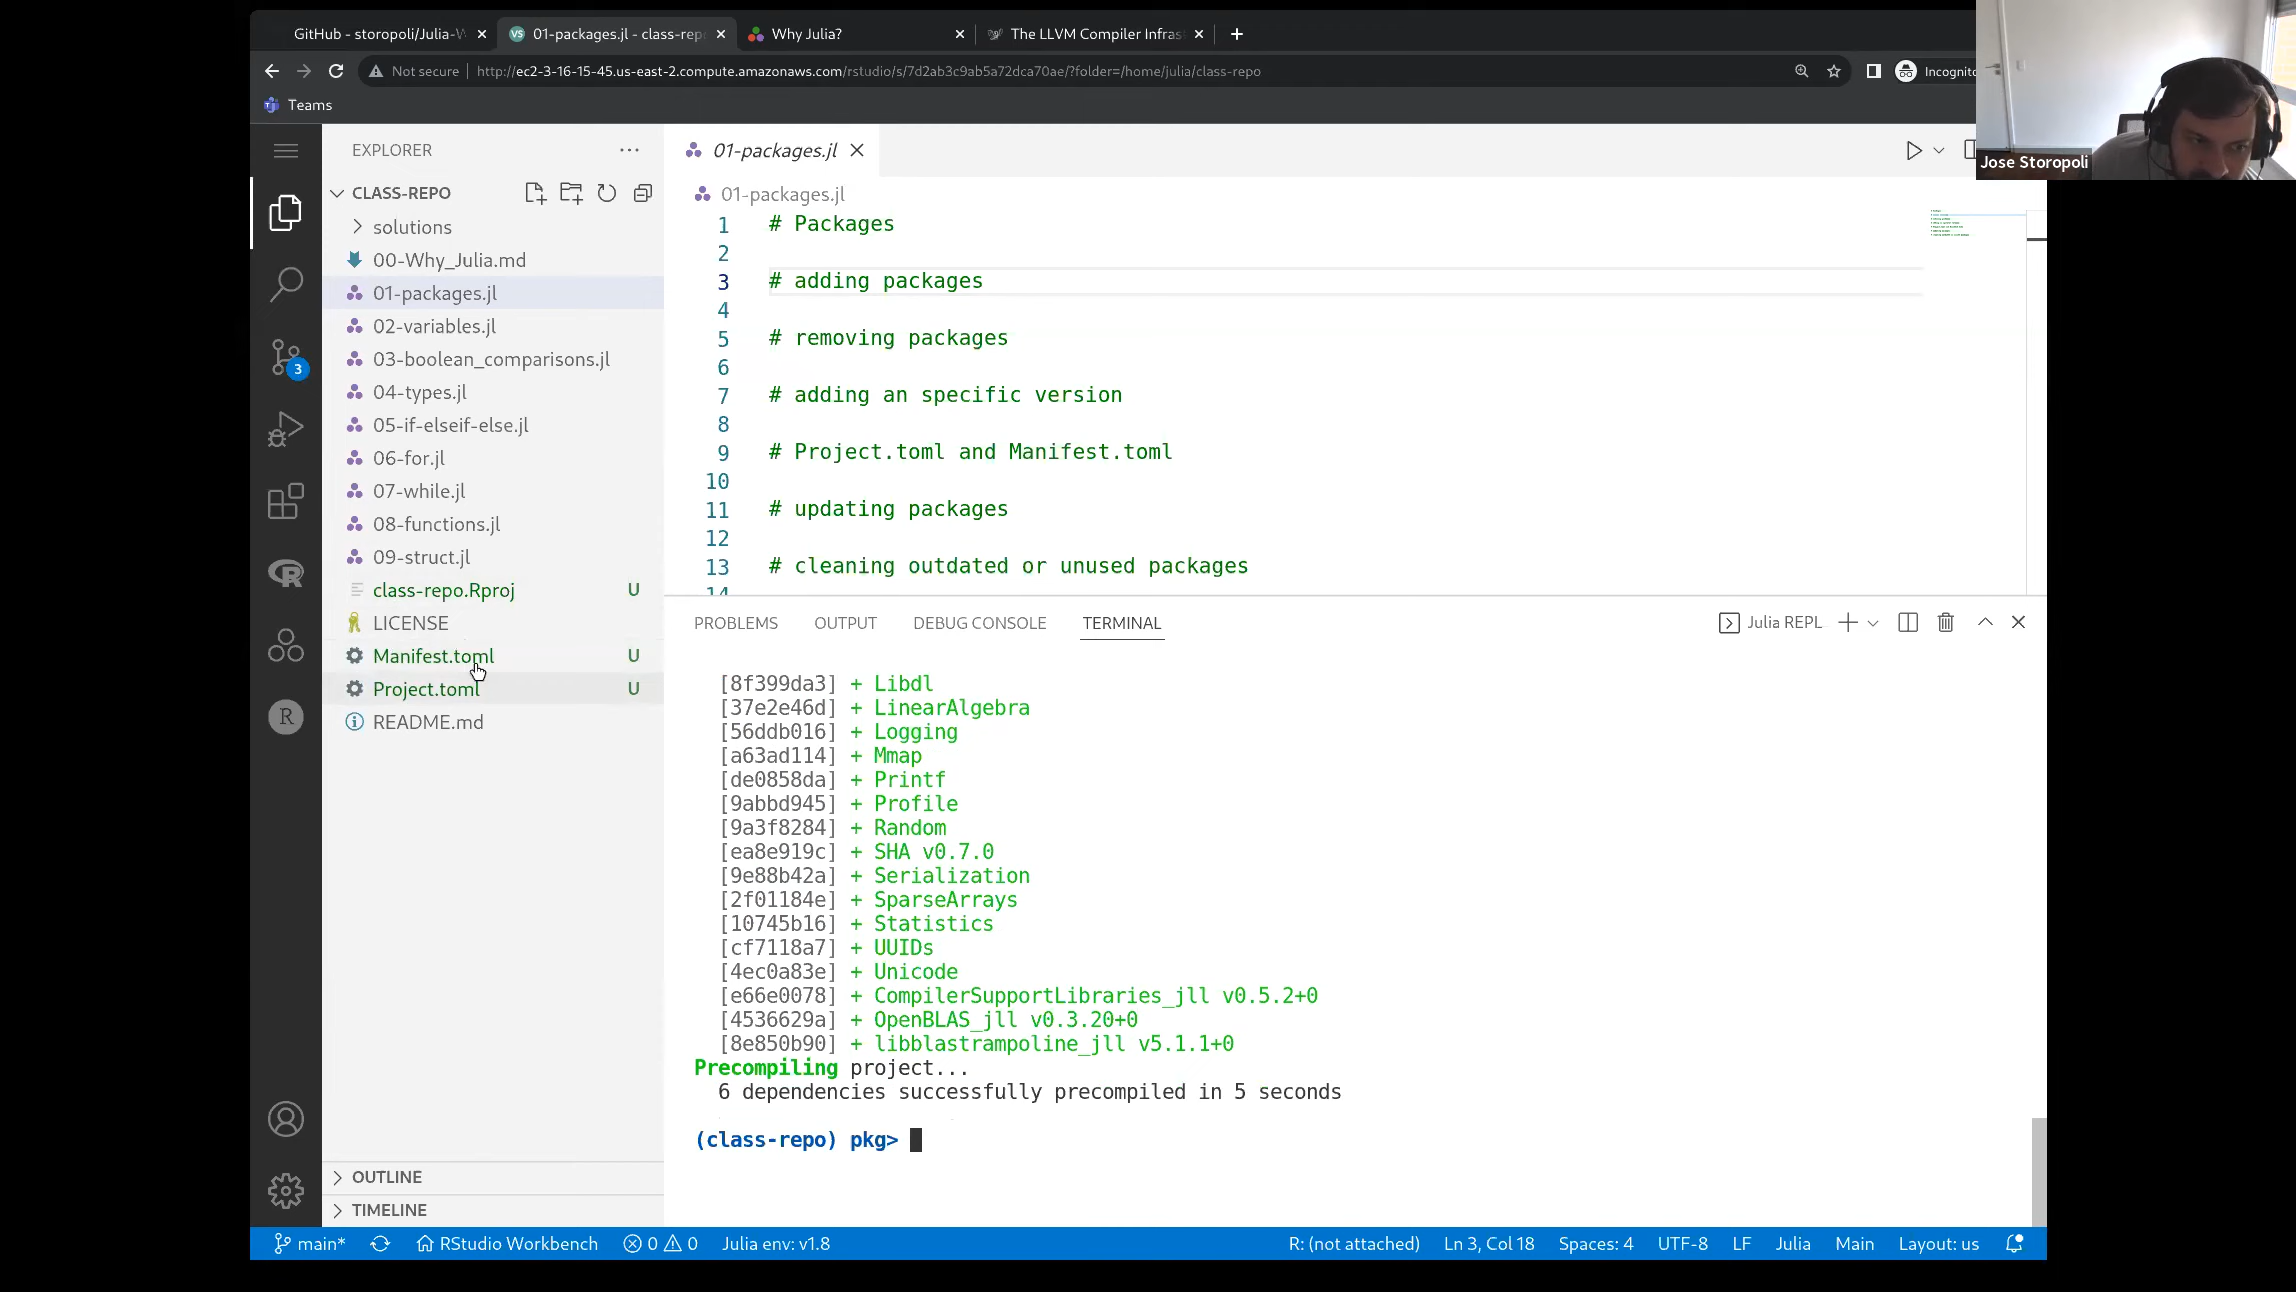 GitHub - storopoli/Julia-W
01-packages.jl - class-rep
Why Julia?
The LLVM Compiler Infras
Not secure
http://ec2-3-16-15-45.us-east-2.compute.amazonaws.com/rstudio/s/7d2ab3c9ab5a72dca70ae/?folder=/home/julia/class-repo
Incognito
Teams
Jose Storopoli
EXPLORER
CLASS-REPO
solutions
00-Why_Julia.md
01-packages.jl
02-variables.jl
03-boolean_comparisons.jl
04-types.jl
05-if-elseif-else.jl
06-for.jl
07-while.jl
08-functions.jl
09-struct.jl
class-repo.Rproj U
LICENSE
Manifest.toml U
Project.toml U
README.md
3
R
R
OUTLINE
TIMELINE
01-packages.jl
01-packages.jl
1 # Packages
2
3 # adding packages
4
5 # removing packages
6
7 # adding an specific version
8
9 # Project.toml and Manifest.toml
10
11 # updating packages
12
13 # cleaning outdated or unused packages
14
PROBLEMS OUTPUT DEBUG CONSOLE TERMINAL
Julia REPL
[8f399da3] + Libdl
[37e2e46d] + LinearAlgebra
[56ddb016] + Logging
[a63ad114] + Mmap
[de0858da] + Printf
[9abbd945] + Profile
[9a3f8284] + Random
[ea8e919c] + SHA v0.7.0
[9e88b42a] + Serialization
[2f01184e] + SparseArrays
[10745b16] + Statistics
[cf7118a7] + UUIDs
[4ec0a83e] + Unicode
[e66e0078] + CompilerSupportLibraries_jll v0.5.2+0
[4536629a] + OpenBLAS_jll v0.3.20+0
[8e850b90] + libblastrampoline_jll v5.1.1+0
Precompiling project...
6 dependencies successfully precompiled in 5 seconds
(class-repo) pkg>
main* RStudio Workbench 0 0 Julia env: v1.8 R: (not attached) Ln 3, Col 18 Spaces: 4 UTF-8 LF Julia Main Layout: us